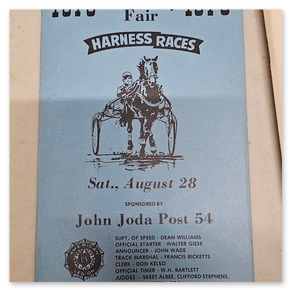 Fair
HARNESS RACES
Sat., August 28
SPONSORED BY
John Joda Post 54
SUPT. OF SPEED - DEAN WILLIAMS
OFFICIAL STARTER - WALTER GIESE
ANNOUNCER - JOHN WADE
TRACK MARSHAL - FRANCIS RICKETTS
CLERK - DON KELSO
OFFICIAL TIMER - W.H. BARTLETT
JUDGES - SKEET ALBEE, CLIFFORD STEPHENS,